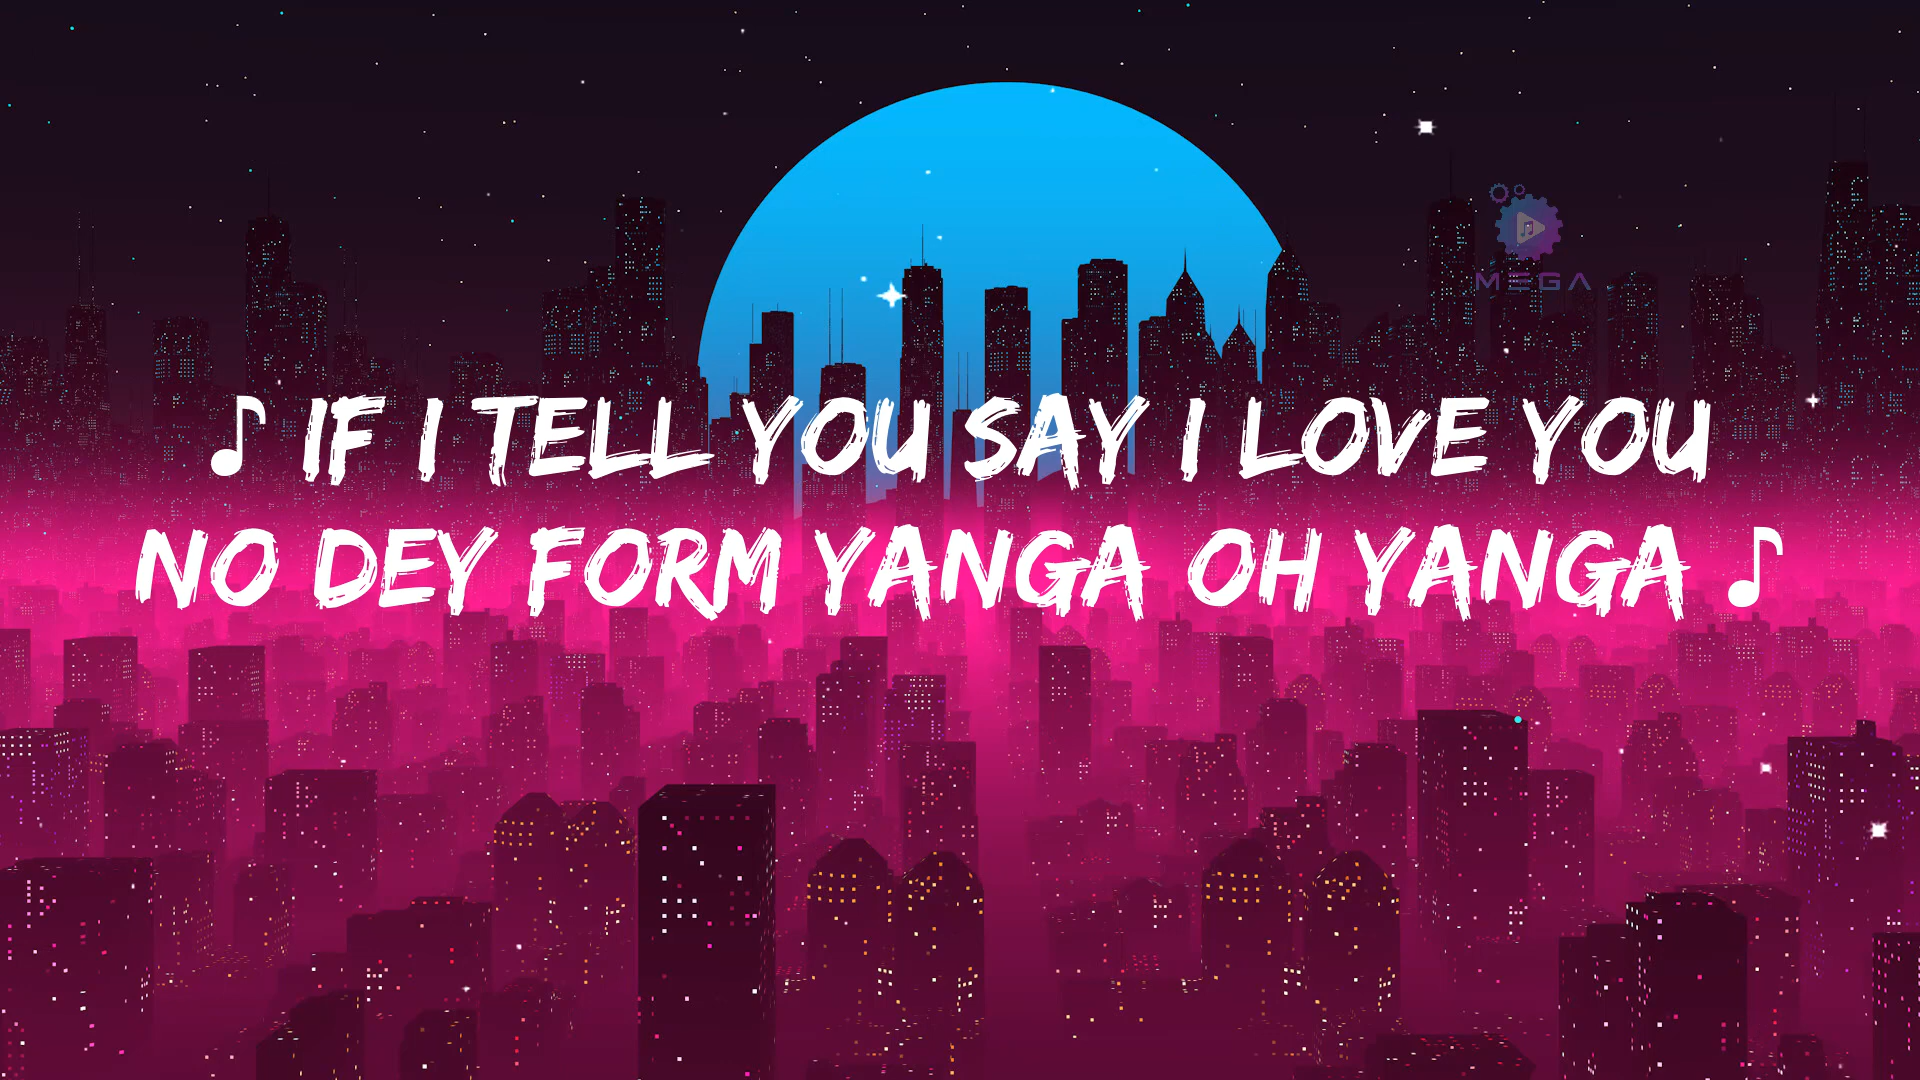 ♪ IF I TELL YOU SAY I LOVE YOU
NO DEY FORM YANGA OH YANGA ♪
MEGA